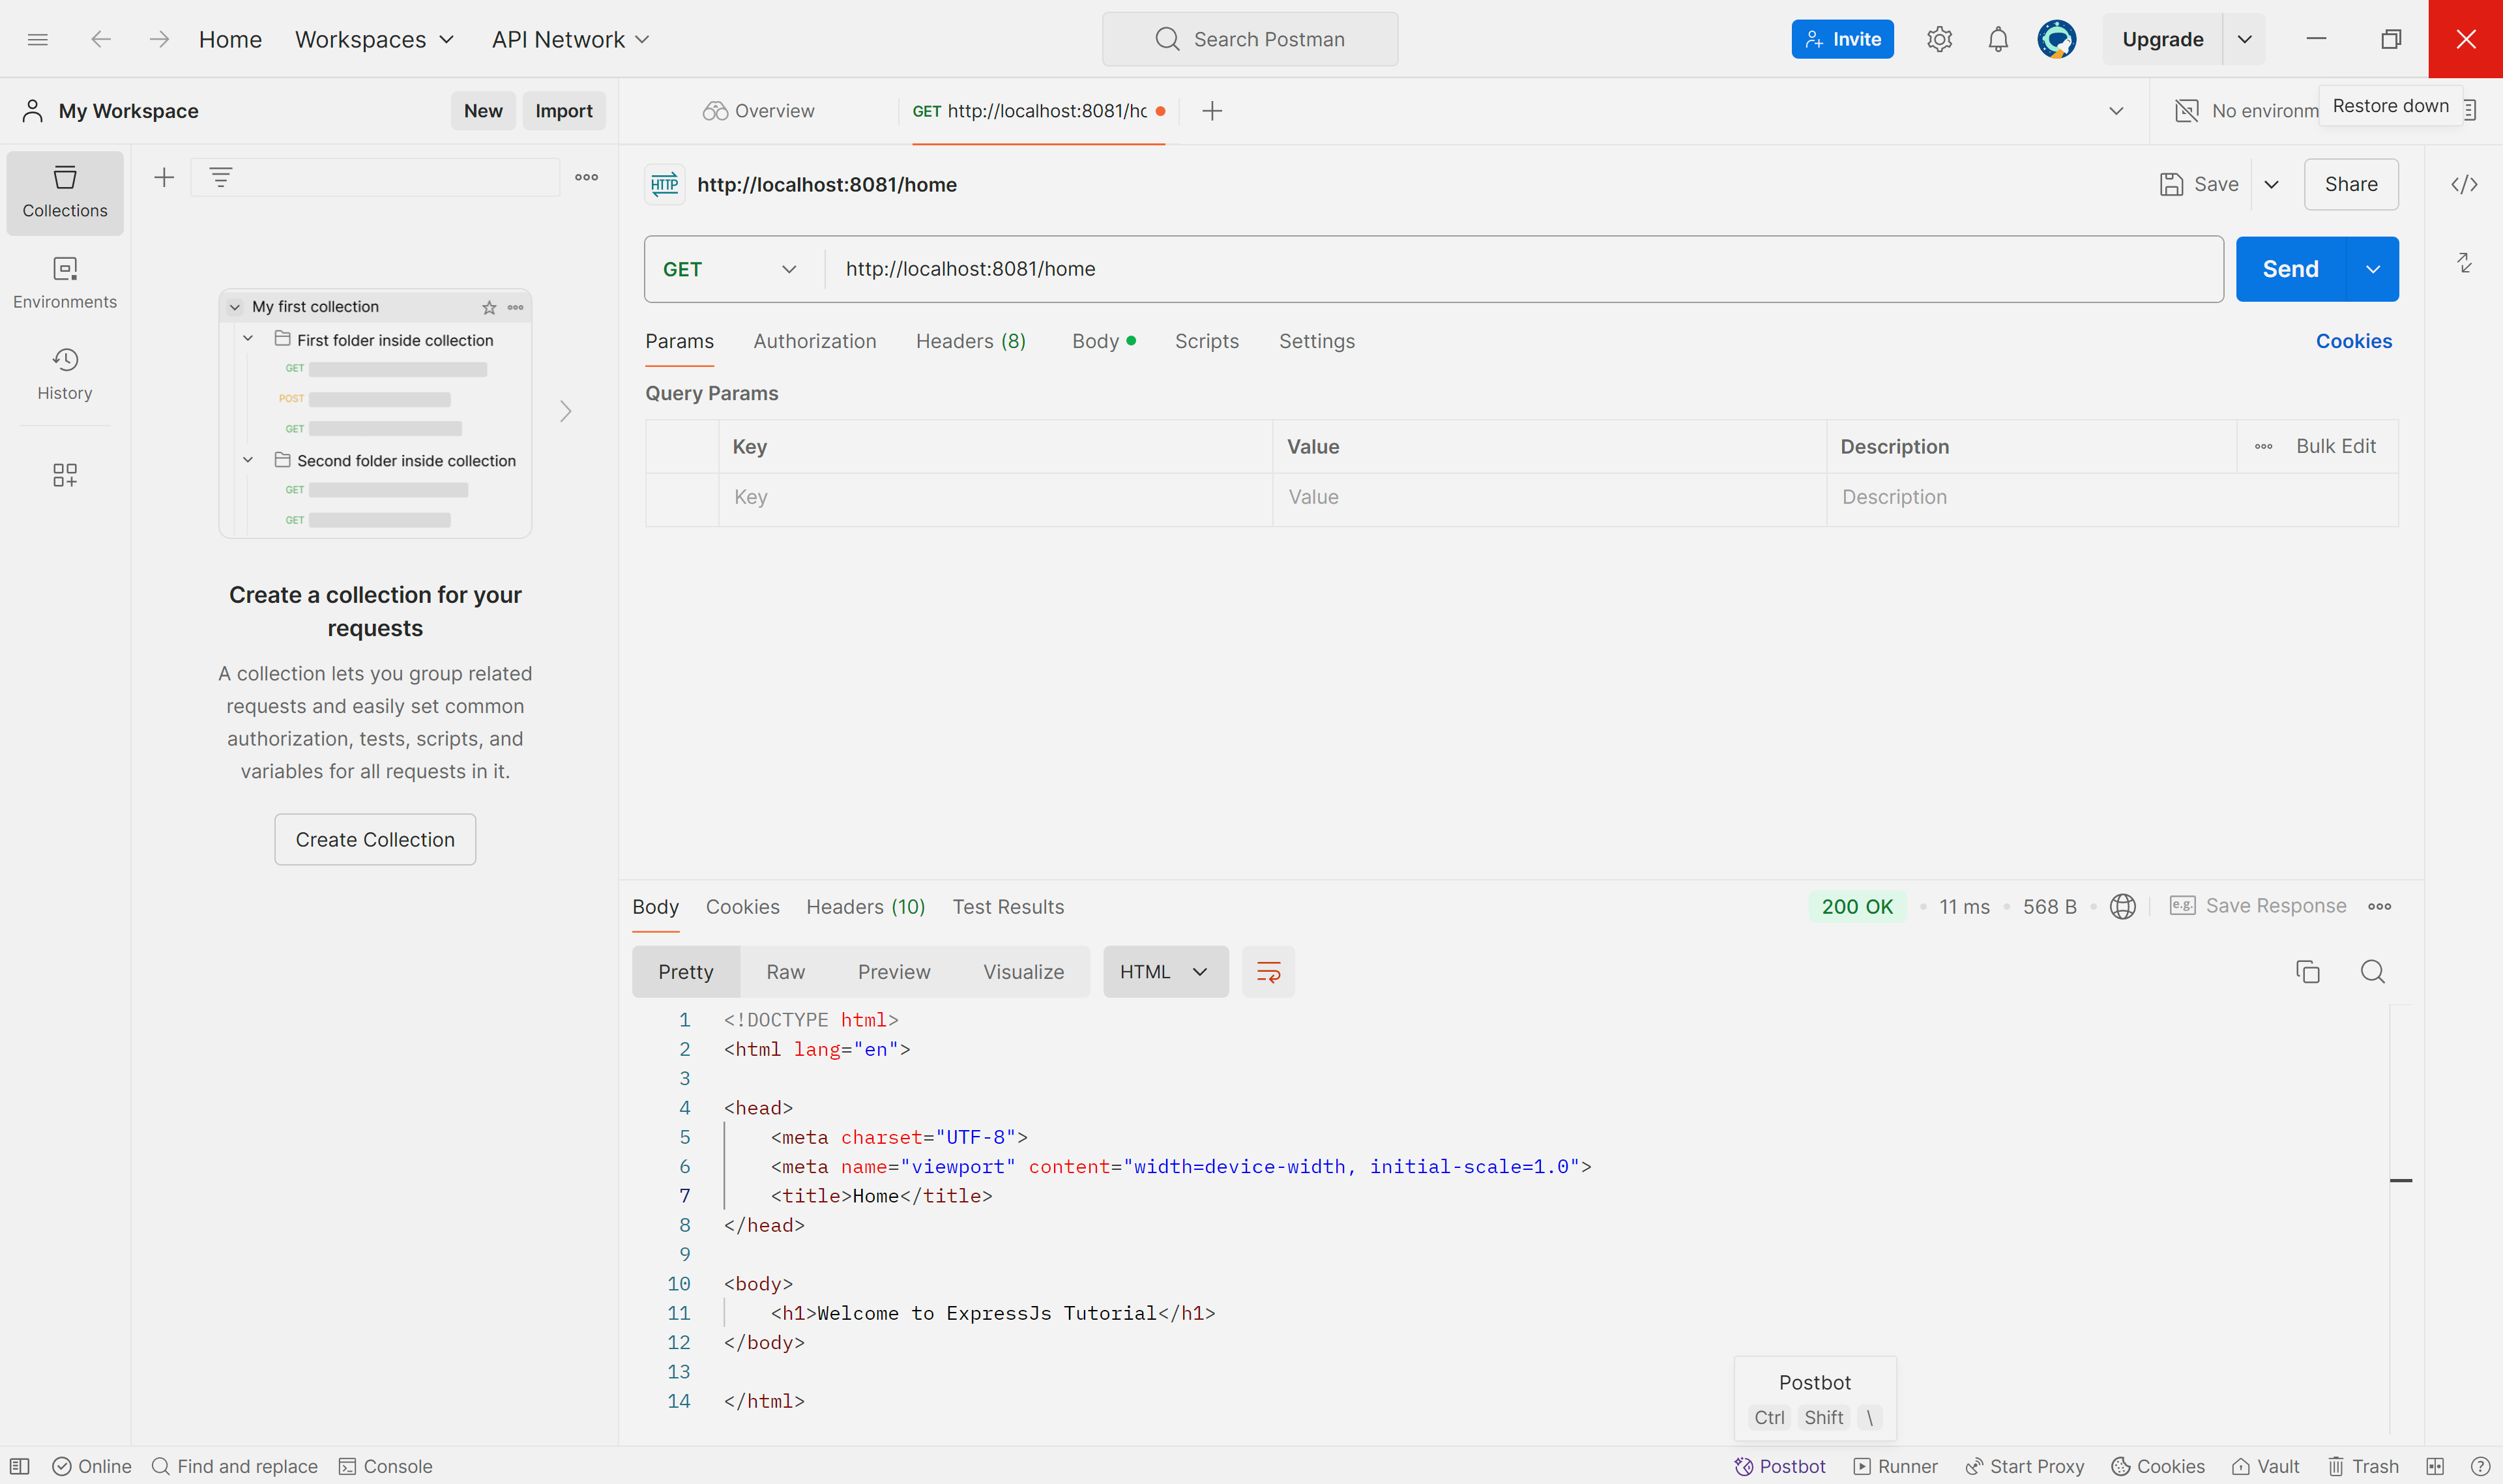 Home
Workspaces
API Network
Search Postman
Invite
Upgrade
My Workspace
New
Import
Overview
GET http://localhost:8081/hc
No environm
Restore down
Collections
Environments
History
My first collection
First folder inside collection
GET
POST
GET
Second folder inside collection
GET
GET
Create a collection for your
requests
A collection lets you group related
requests and easily set common
authorization, tests, scripts, and
variables for all requests in it.
Create Collection
HTTP
http://localhost:8081/home
Save
Share
GET
http://localhost:8081/home
Send
Params
Authorization
Headers (8)
Body
Scripts
Settings
Cookies
Query Params
Key
Value
Description
Bulk Edit
Key
Value
Description
Body
Cookies
Headers (10)
Test Results
200 OK
11 ms
568 B
e.g.
Save Response
Pretty
Raw
Preview
Visualize
HTML
1 <!DOCTYPE html>
2 <html lang="en">
3
4 <head>
5 <meta charset="UTF-8">
6 <meta name="viewport" content="width=device-width, initial-scale=1.0">
7 <title>Home</title>
8 </head>
9
10 <body>
11 <h1>Welcome to ExpressJs Tutorial</h1>
12 </body>
13
14 </html>
Postbot
Ctrl Shift \
Online
Find and replace
Console
Postbot
Runner
Start Proxy
Cookies
Vault
Trash